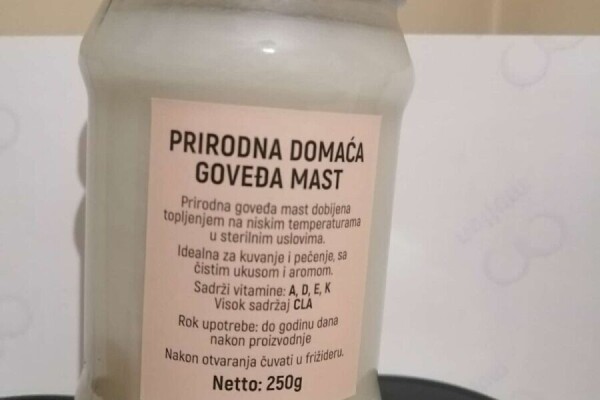 PRIRODNA DOMAĆA
GOVEĐA MAST
Prirodna goveđa mast dobijena
topljenjem na niskim temperaturama
u sterilnim uslovima.
Idealna za kuvanje i pečenje, sa
čistim ukusom i aromom.
Sadrži vitamine: A, D, E, K
Visok sadržaj CLA
Rok upotrebe: do godinu dana
nakon proizvodnje
Nakon otvaranja čuvati u frižideru.
Netto: 250g